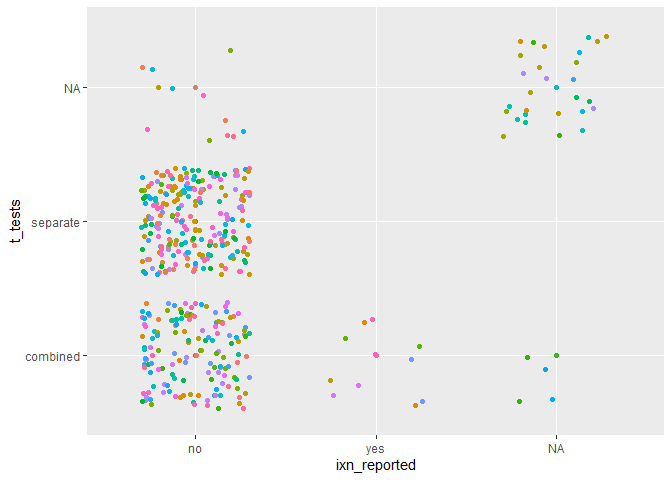 NA
separate
combined
t_tests
no
yes
NA
ixn_reported